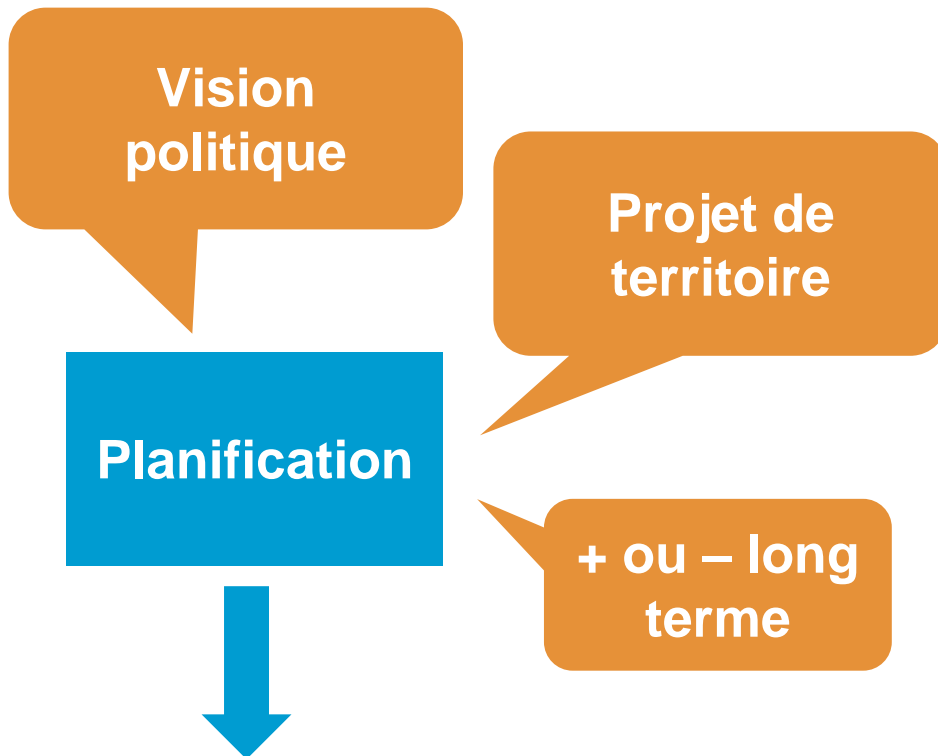 Vision
politique
Projet de
territoire
Planification
+ ou – long
terme